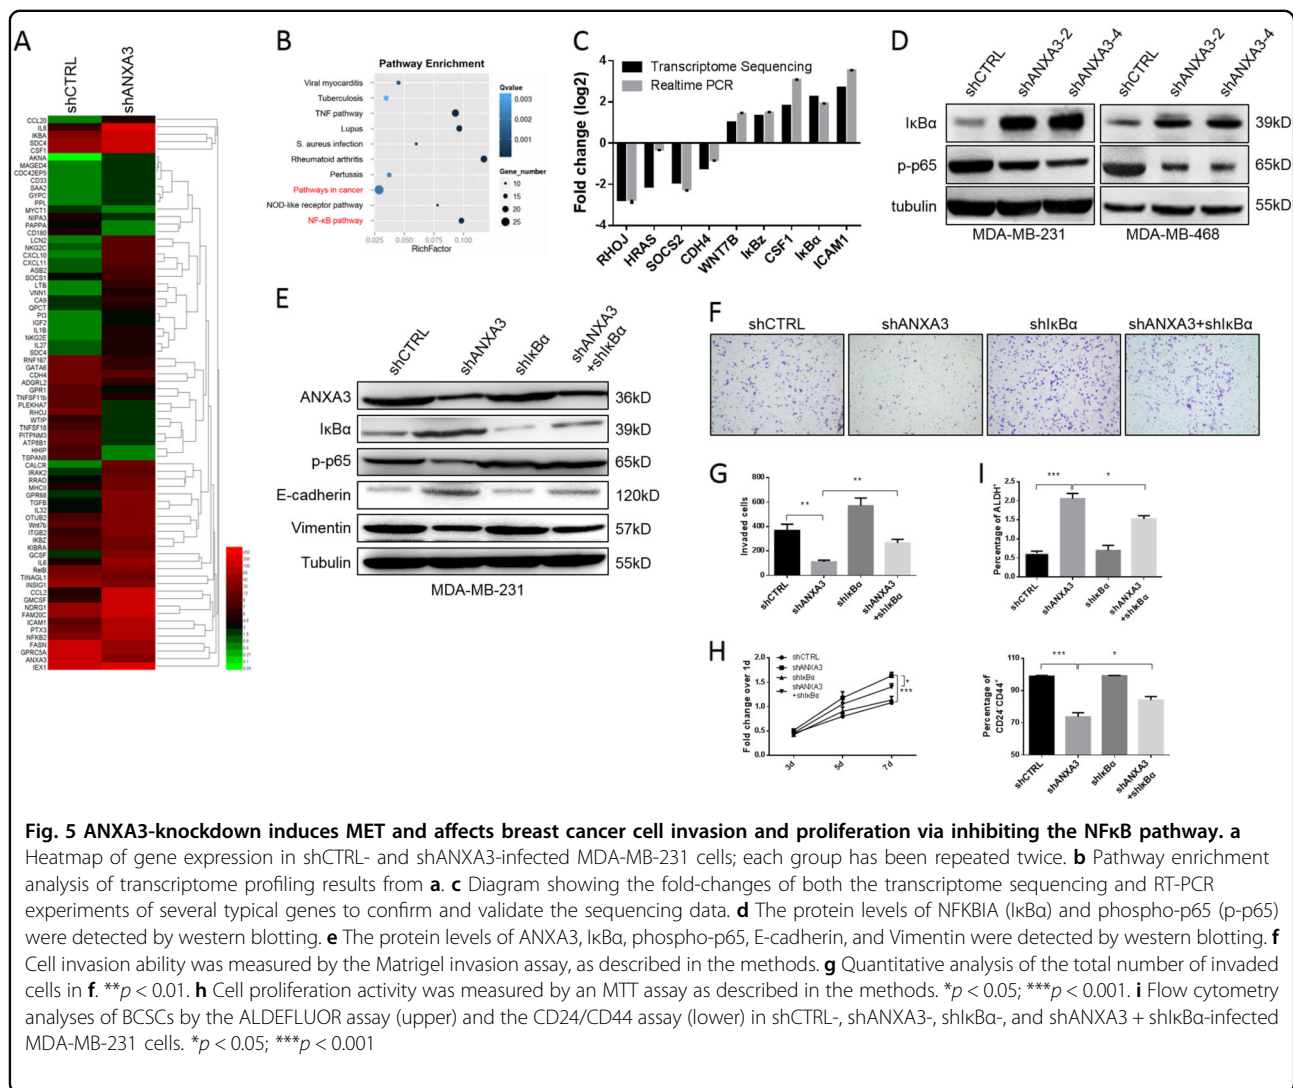 A
shCTRL
shANXA3
CCL20
IL8
IKBA
SDC4
CSF1
AKNA
MAGED4
CDC42EP5
CD33
SAA2
GYPC
PPL
MYCT1
NIPA3
PAPPA
CD180
LCN2
NKG2C
CXCL10
CXCL11
ASB2
SOCS1
LTB
VNN1
CA9
QPCT
PI3
IGF2
IL1B
NKG2E
IL27
SDC4
RNF167
GATA6
CDH4
ADGRL2
GPR1
TNFSF11b
PLEKHA7
RHOJ
WTIP
TNFSF18
PITPNM3
ATP8B1
HHIP
TSPAN8
CALCR
IRAK2
RRAD
MHCII
GPR68
TGFB
IL32
OTUB2
Wnt7b
ITGB2
IKBZ
KIBRA
GCSF
IL6
RelB
TINAGL1
INSIG1
CCL2
GMCSF
NDRG1
FAM20C
ICAM1
PTX3
NFKB2
FASN
GPRC5A
ANXA3
IEX1
B
Pathway Enrichment
Viral myocarditis
Tuberculosis
TNF pathway
Lupus
S. aureus infection
Rheumatoid arthritis
Pertussis
Pathways in cancer
NOD-like receptor pathway
NF-κB pathway
0.025 0.050 0.075 0.100
RichFactor
Qvalue
0.003
0.002
0.001
Gene_number
10
15
20
25
C
Transcriptome Sequencing
Realtime PCR
Fold change (log2)
4
2
0
-2
-4
RHOJ
HRAS
SOCS2
CDH4
WNT7B
IκBz
CSF1
IκBα
ICAM1
D
shCTRL shANXA3-2 shANXA3-4 shCTRL shANXA3-2 shANXA3-4
IκBα 39kD
p-p65 65kD
tubulin 55kD
MDA-MB-231 MDA-MB-468
E
shCTRL shANXA3 shIκBα shANXA3 +shIκBα
ANXA3 36kD
IκBα 39kD
p-p65 65kD
E-cadherin 120kD
Vimentin 57kD
Tubulin 55kD
MDA-MB-231
F
shCTRL shANXA3 shIκBα shANXA3+shIκBα
G
Invaded cells
800
600
400
200
0
** **
shCTRL
shANXA3
shIκBα
shANXA3
+shIκBα
I
Percentage of ALDH⁺
2.5
2.0
1.5
1.0
0.5
0.0
*** *
shCTRL
shANXA3
shIκBα
shANXA3
+shIκBα
H
Fold change over 1d
2.0
1.5
1.0
0.5
0.0
shCTRL
shANXA3
shIκBα
shANXA3
+shIκBα
*
***
3d 5d 7d
Percentage of
CD24⁻CD44⁺
110
90
70
50
*** *
shCTRL
shANXA3
shIκBα
shANXA3
+shIκBα
Fig. 5 ANXA3-knockdown induces MET and affects breast cancer cell invasion and proliferation via inhibiting the NFκB pathway. a
Heatmap of gene expression in shCTRL- and shANXA3-infected MDA-MB-231 cells; each group has been repeated twice. b Pathway enrichment
analysis of transcriptome profiling results from a. c Diagram showing the fold-changes of both the transcriptome sequencing and RT-PCR
experiments of several typical genes to confirm and validate the sequencing data. d The protein levels of NFKBIA (IκBα) and phospho-p65 (p-p65)
were detected by western blotting. e The protein levels of ANXA3, IκBα, phospho-p65, E-cadherin, and Vimentin were detected by western blotting. f
Cell invasion ability was measured by the Matrigel invasion assay, as described in the methods. g Quantitative analysis of the total number of invaded
cells in f. **p < 0.01. h Cell proliferation activity was measured by an MTT assay as described in the methods. *p < 0.05; ***p < 0.001. i Flow cytometry
analyses of BCSCs by the ALDEFLUOR assay (upper) and the CD24/CD44 assay (lower) in shCTRL-, shANXA3-, shIκBα-, and shANXA3 + shIκBα-infected
MDA-MB-231 cells. *p < 0.05; ***p < 0.001